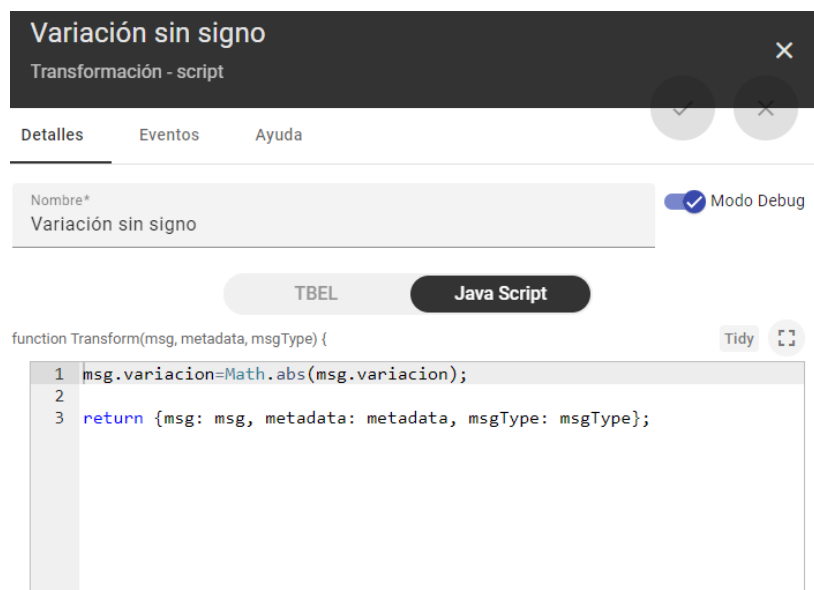 Variación sin signo
Transformación - script
Detalles Eventos Ayuda
Nombre*
Variación sin signo
Modo Debug
TBEL Java Script
function Transform(msg, metadata, msgType) {
Tidy
1 msg.variacion=Math.abs(msg.variacion);
2
3 return {msg: msg, metadata: metadata, msgType: msgType};